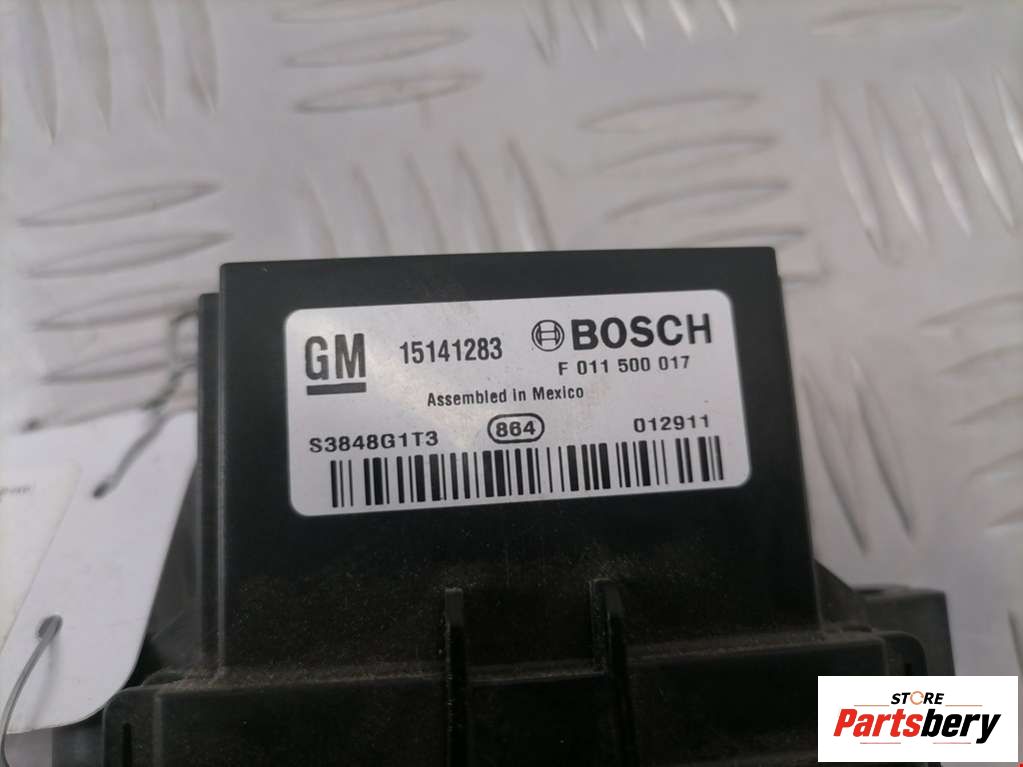 GM 15141283 BOSCH
F 011 500 017
Assembled in Mexico
S3848G1T3 864 012911
STORE
Partsbery